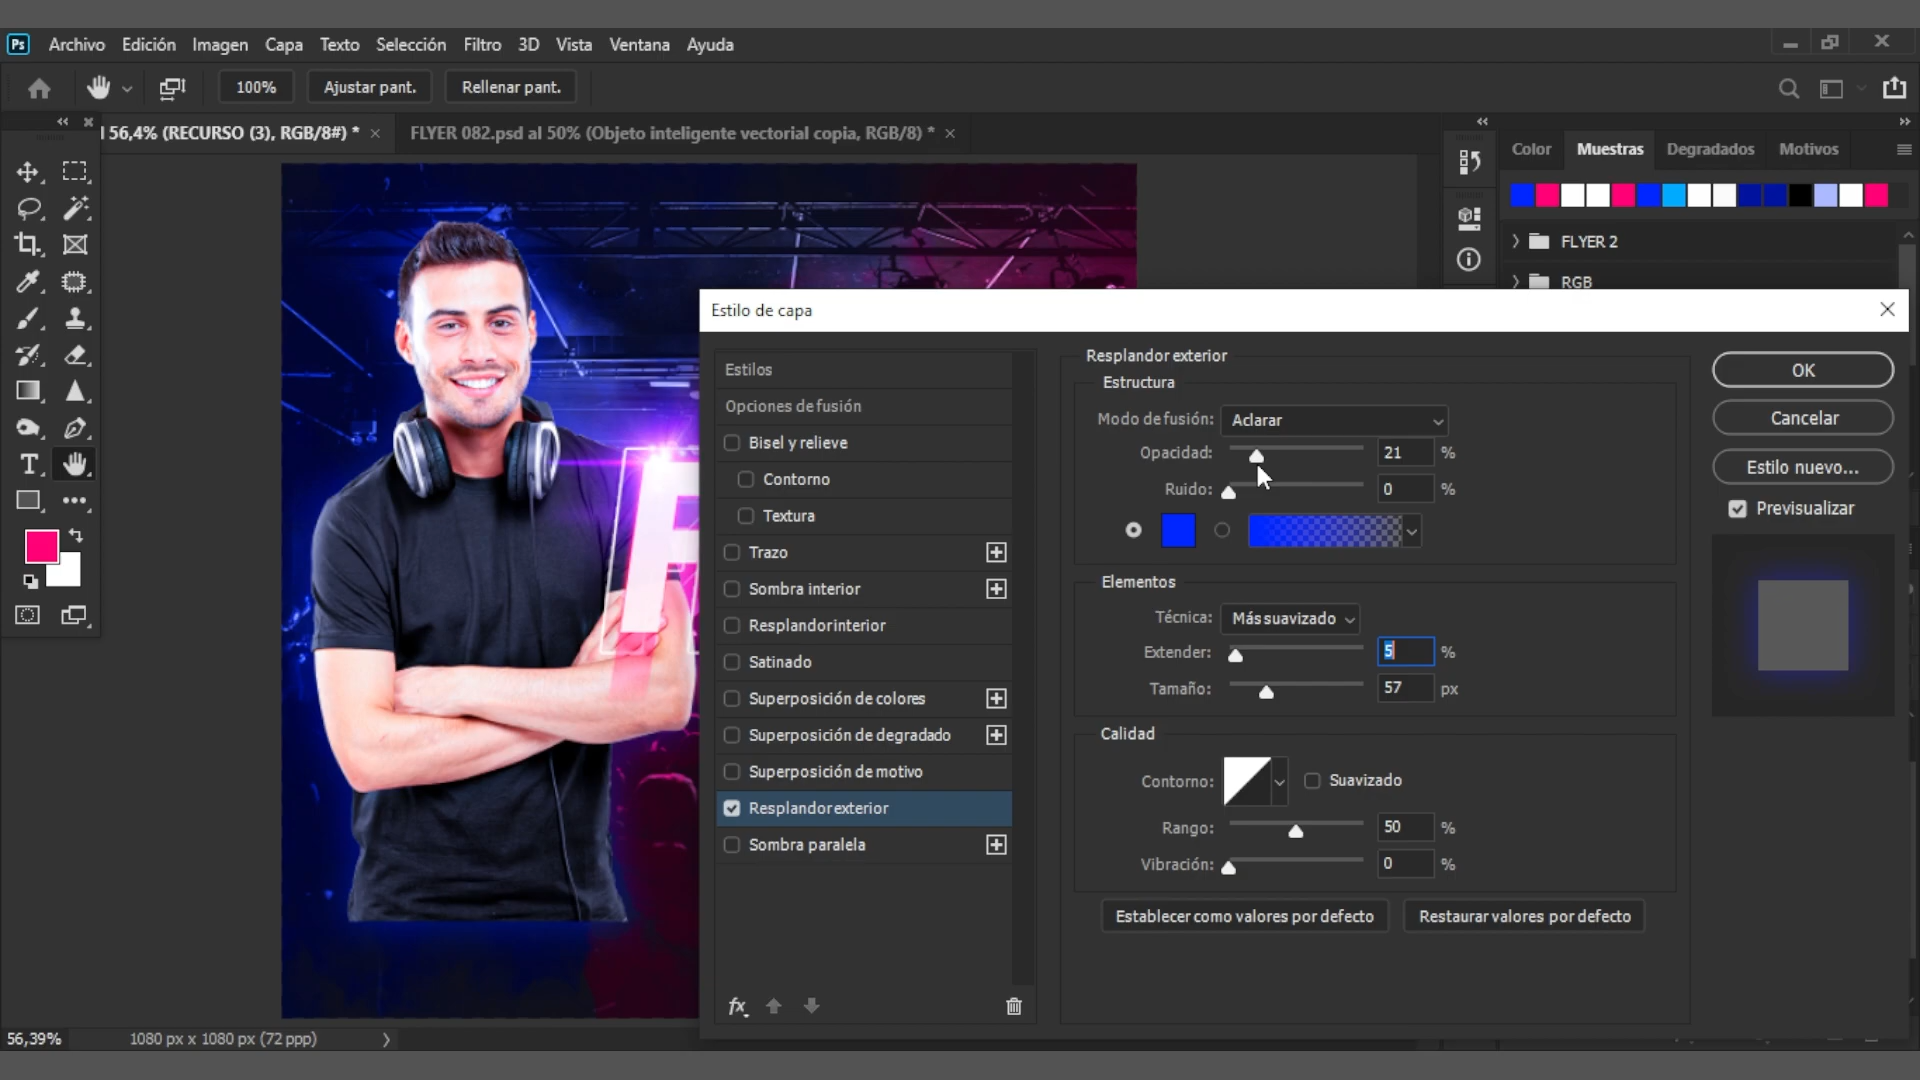 Ps Archivo Edición Imagen Capa Texto Selección Filtro 3D Vista Ventana Ayuda
100% Ajustar pant. Rellenar pant.
l 56,4% (RECURSO (3), RGB/8#) * ×
FLYER 082.psd al 50% (Objeto inteligente vectorial copia, RGB/8) * ×
Color Muestras Degradados Motivos
FLYER 2
RGB
Estilo de capa
Estilos
Opciones de fusión
Bisel y relieve
Contorno
Textura
Trazo
Sombra interior
Resplandor interior
Satinado
Superposición de colores
Superposición de degradado
Superposición de motivo
Resplandor exterior
Sombra paralela
fx
Resplandor exterior
Estructura
Modo de fusión: Aclarar
Opacidad: 21 %
Ruido: 0 %
Elementos
Técnica: Más suavizado
Extender: 5 %
Tamaño: 57 px
Calidad
Contorno: Suavizado
Rango: 50 %
Vibración: 0 %
Establecer como valores por defecto Restaurar valores por defecto
OK
Cancelar
Estilo nuevo...
Previsualizar
T
56,39% 1080 px x 1080 px (72 ppp)